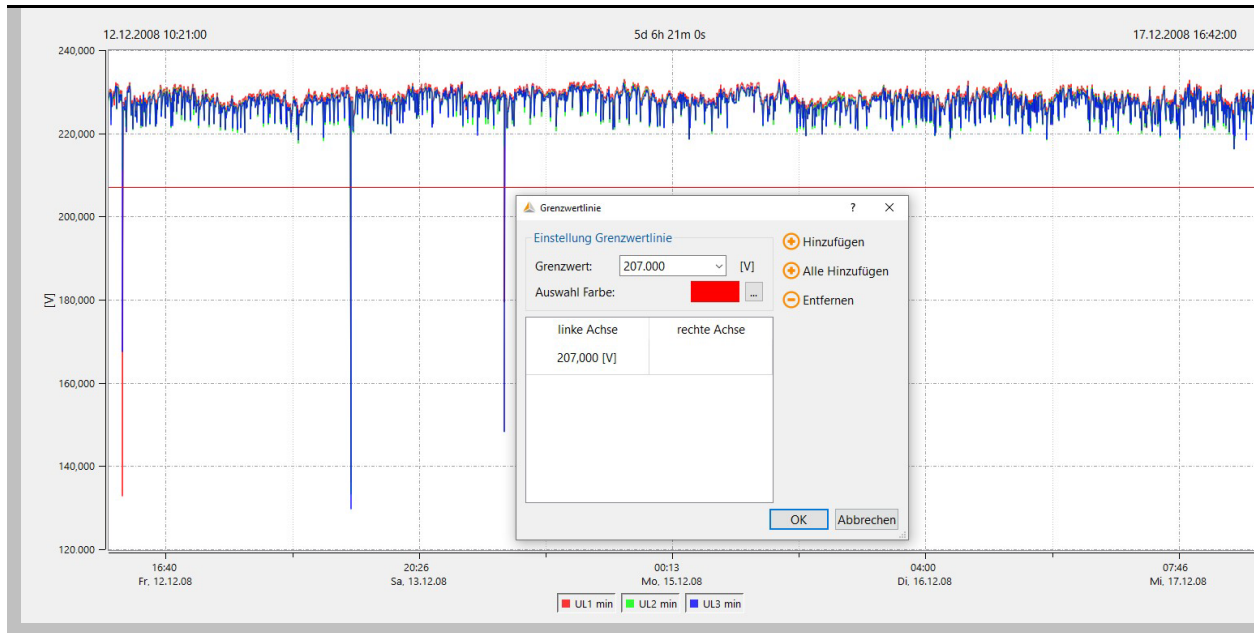 12.12.2008 10:21:00 5d 6h 21m 0s 17.12.2008 16:42:00
240,000
220,000
200,000
180,000
160,000
140,000
120.000
[V]
Grenzwertlinie ? ×
Einstellung Grenzwertlinie
Grenzwert: 207.000 [V]
Auswahl Farbe: ...
Hinzufügen
Alle Hinzufügen
Entfernen
linke Achse rechte Achse
207,000 [V]
OK Abbrechen
16:40 20:26 00:13 04:00 07:46
Fr, 12.12.08 Sa, 13.12.08 Mo, 15.12.08 Di, 16.12.08 Mi, 17.12.08
UL1 min UL2 min UL3 min